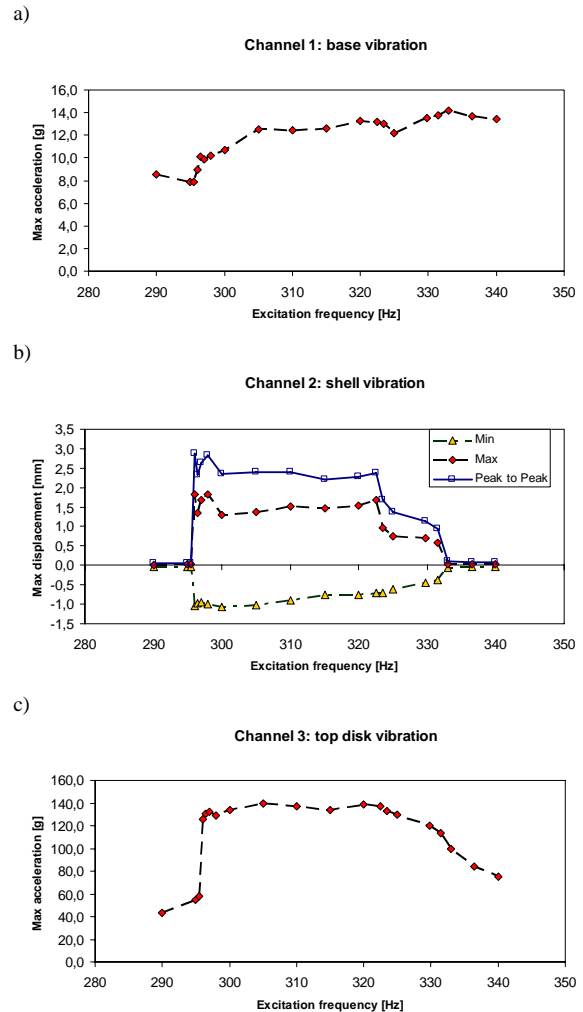 a)
Channel 1: base vibration
16,0
14,0
12,0
10,0
8,0
6,0
4,0
2,0
0,0
Max acceleration [g]
280 290 300 310 320 330 340 350
Excitation frequency [Hz]
b)
Channel 2: shell vibration
3,5
3,0
2,5
2,0
1,5
1,0
0,5
0,0
-0,5
-1,0
-1,5
Max displacement [mm]
Min
Max
Peak to Peak
280 290 300 310 320 330 340 350
Excitation frequency [Hz]
c)
Channel 3: top disk vibration
160,0
140,0
120,0
100,0
80,0
60,0
40,0
20,0
0,0
Max acceleration [g]
280 290 300 310 320 330 340 350
Excitation frequency [Hz]